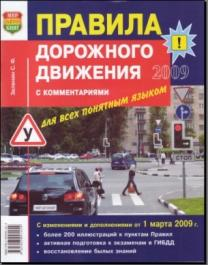 Зеленин С. Ф.
ПРАВИЛА
ДОРОЖНОГО
ДВИЖЕНИЯ 2009
С КОММЕНТАРИЯМИ
для всех понятным языком
!
У
С изменениями и дополнениями от 1 марта 2009 г.
• более 200 иллюстраций к пунктам Правил
• активная подготовка к экзаменам в ГИБДД
• восстановление былых знаний